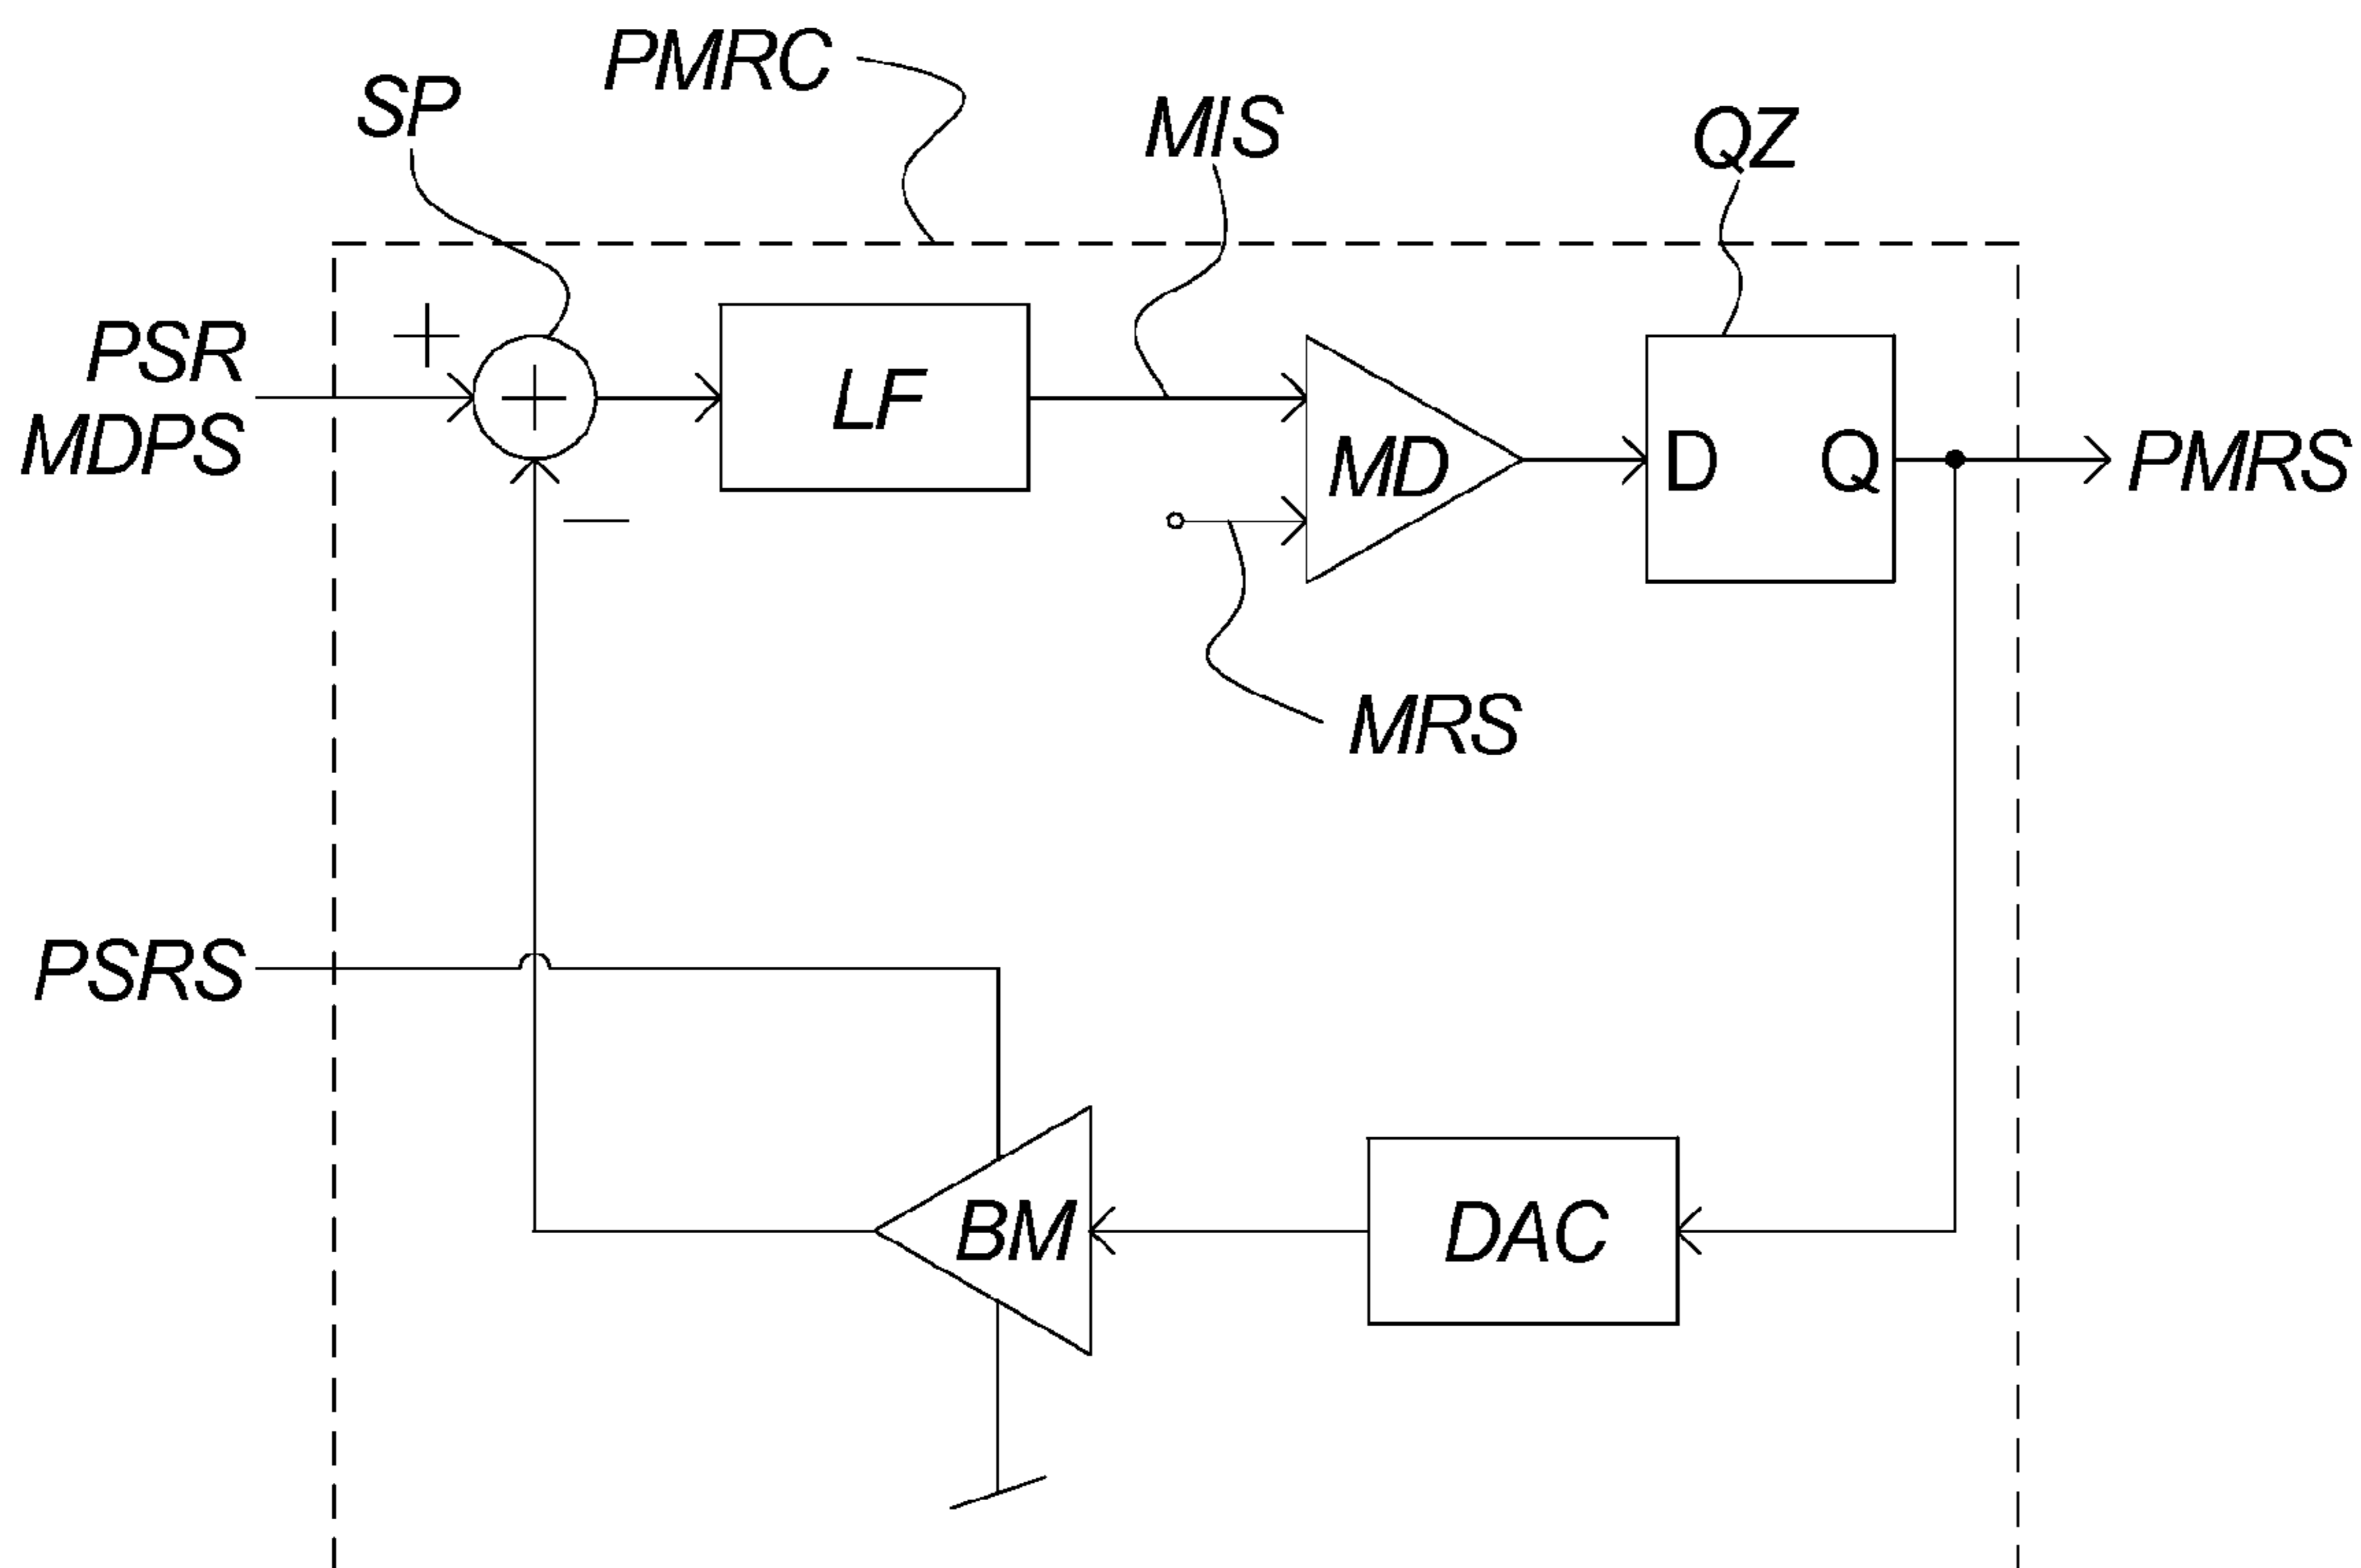 PMRC
SP
MIS
QZ
PSR
MDPS
+
+
LF
MD
D Q
PMRS
—
MRS
PSRS
BM
DAC